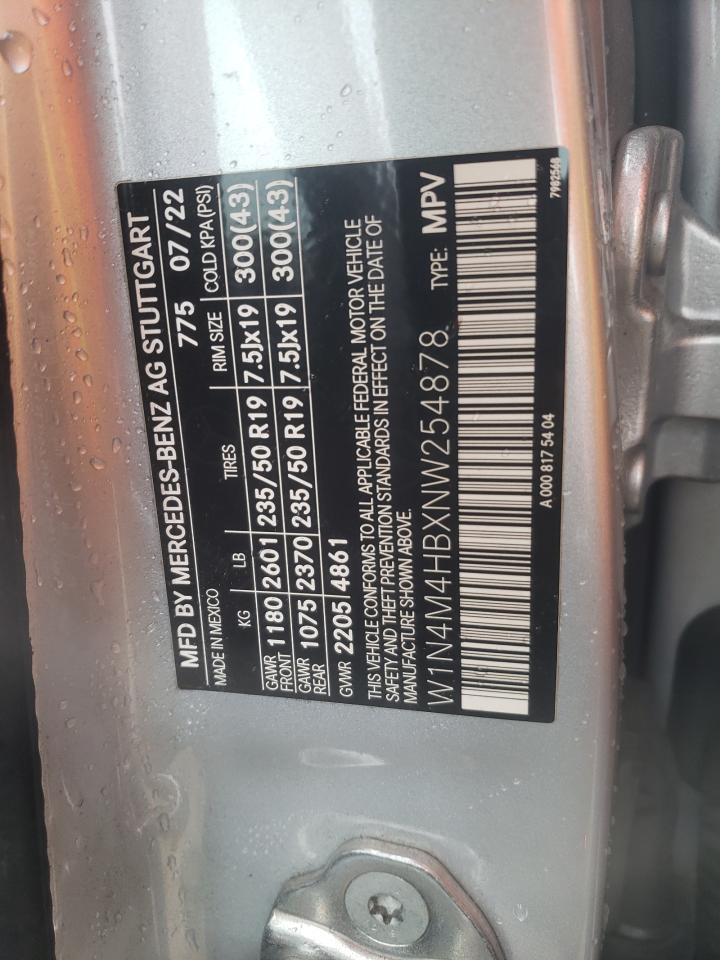 MFD BY MERCEDES-BENZ AG STUTTGART
MADE IN MEXICO 775 07/22
KG LB TIRES RIM SIZE COLD KPA(PSI)
GAWR FRONT 1180 2601 235/50 R19 7.5Jx19 300(43)
GAWR REAR 1075 2370 235/50 R19 7.5Jx19 300(43)
GVWR 2205 4861
THIS VEHICLE CONFORMS TO ALL APPLICABLE FEDERAL MOTOR VEHICLE
SAFETY AND THEFT PREVENTION STANDARDS IN EFFECT ON THE DATE OF
MANUFACTURE SHOWN ABOVE.
W1N4M4HBXNW254878 TYPE: MPV
A 000 817 54 04 7982568